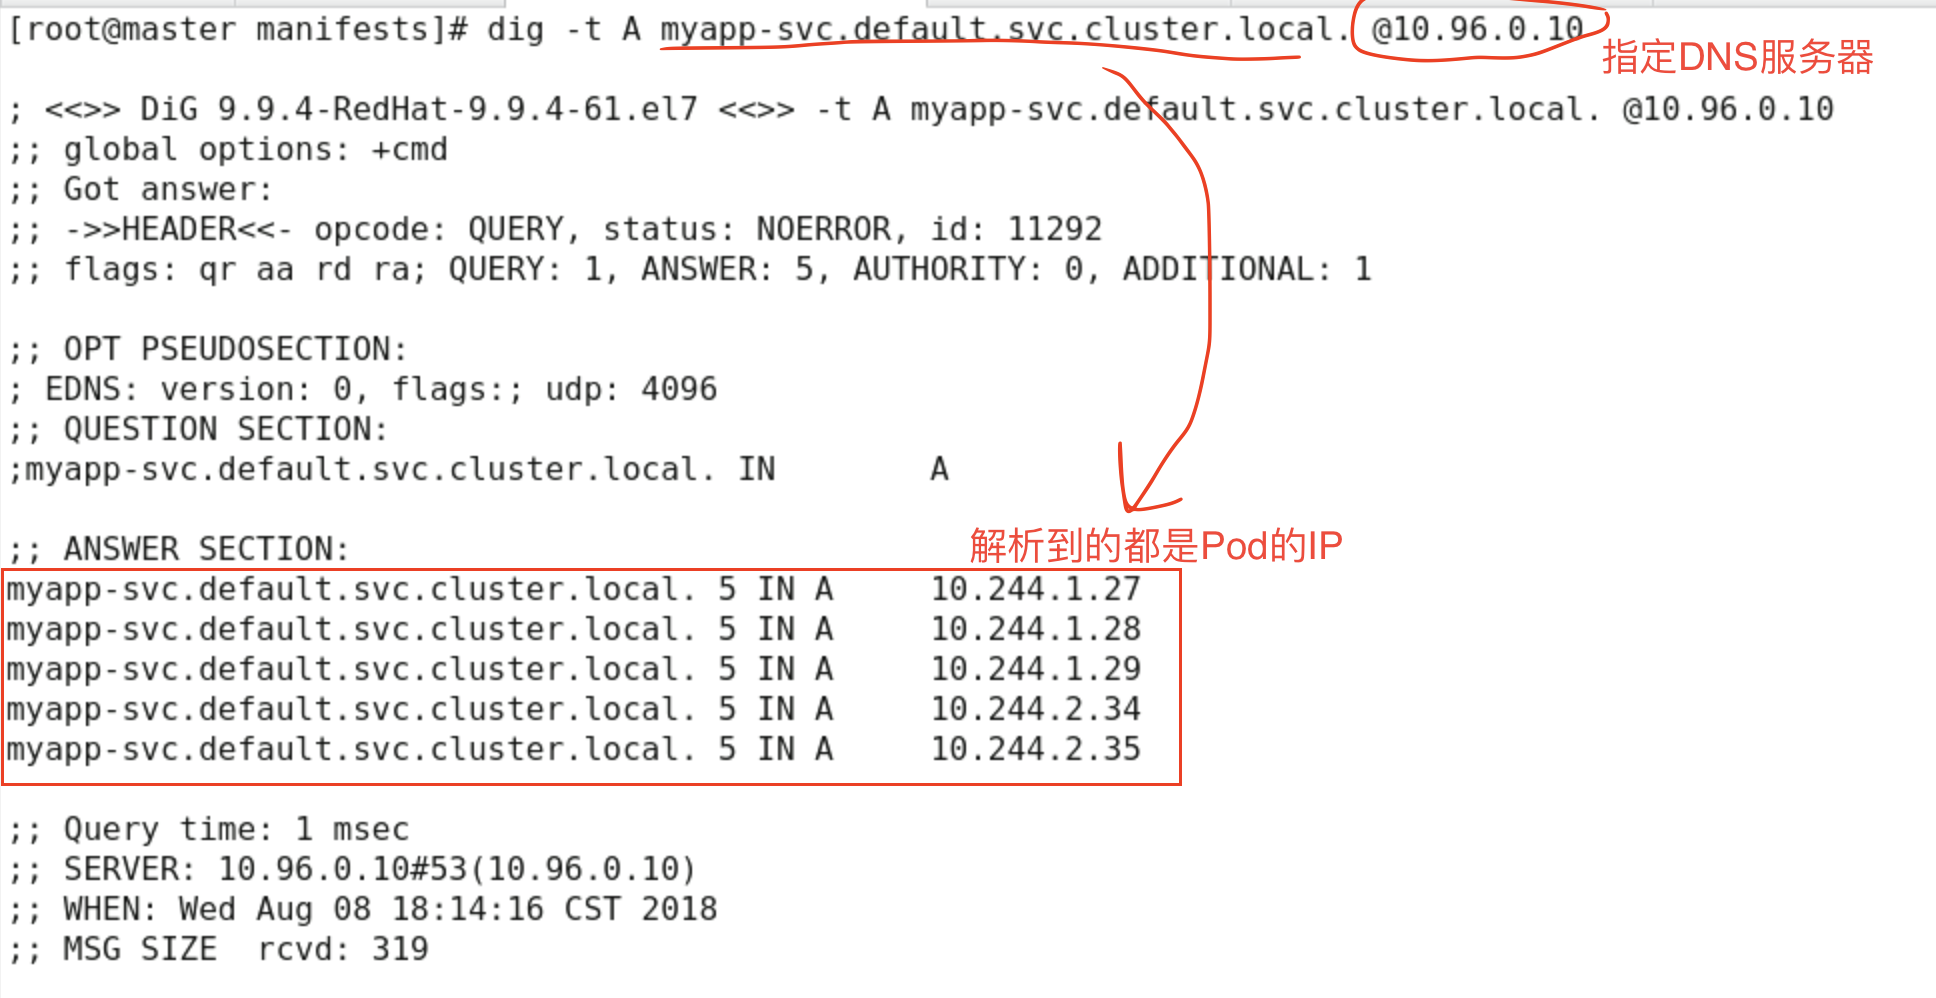 [root@master manifests]# dig -t A myapp-svc.default.svc.cluster.local. @10.96.0.10
指定DNS服务器
; <<>> DiG 9.9.4-RedHat-9.9.4-61.el7 <<>> -t A myapp-svc.default.svc.cluster.local. @10.96.0.10
;; global options: +cmd
;; Got answer:
;; ->>HEADER<<- opcode: QUERY, status: NOERROR, id: 11292
;; flags: qr aa rd ra; QUERY: 1, ANSWER: 5, AUTHORITY: 0, ADDITIONAL: 1
;; OPT PSEUDOSECTION:
; EDNS: version: 0, flags:; udp: 4096
;; QUESTION SECTION:
;myapp-svc.default.svc.cluster.local. IN A
;; ANSWER SECTION:
解析到的都是Pod的IP
myapp-svc.default.svc.cluster.local. 5 IN A 10.244.1.27
myapp-svc.default.svc.cluster.local. 5 IN A 10.244.1.28
myapp-svc.default.svc.cluster.local. 5 IN A 10.244.1.29
myapp-svc.default.svc.cluster.local. 5 IN A 10.244.2.34
myapp-svc.default.svc.cluster.local. 5 IN A 10.244.2.35
;; Query time: 1 msec
;; SERVER: 10.96.0.10#53(10.96.0.10)
;; WHEN: Wed Aug 08 18:14:16 CST 2018
;; MSG SIZE rcvd: 319